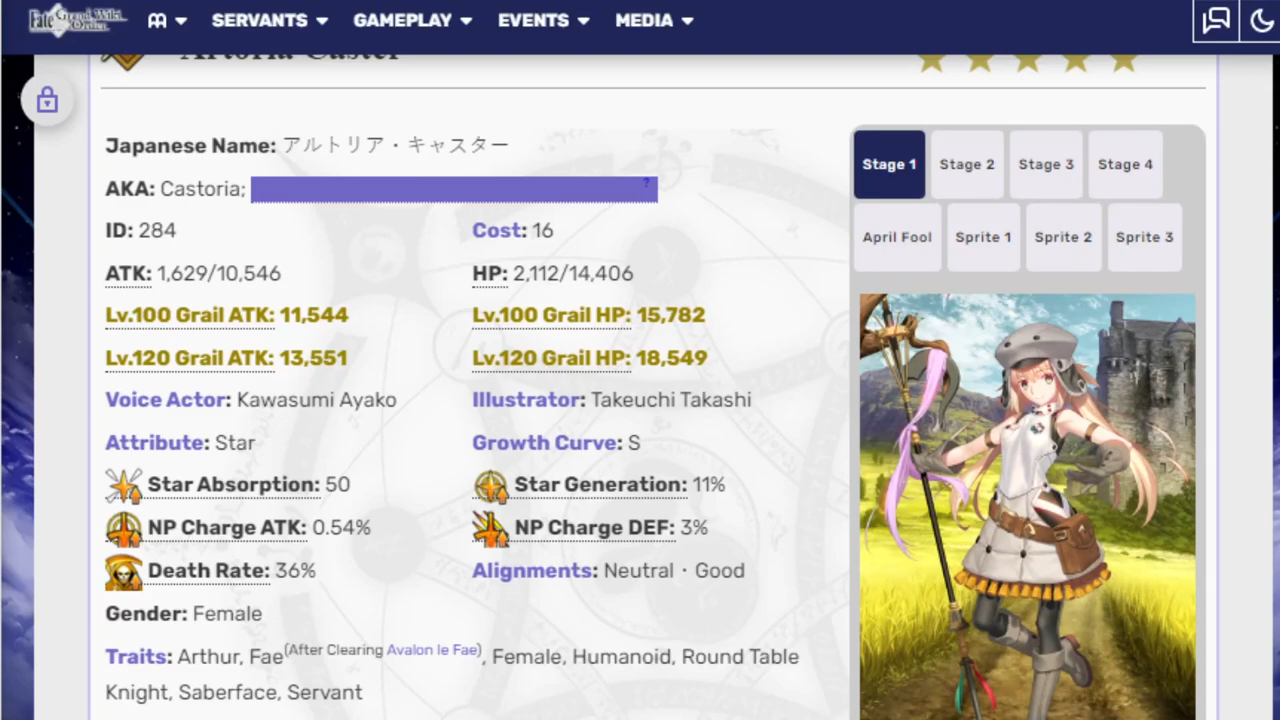 Fate Grand Order Wiki
SERVANTS GAMEPLAY EVENTS MEDIA
Artoria Caster
Japanese Name: アルトリア・キャスター
AKA: Castoria; ?
ID: 284 Cost: 16
ATK: 1,629/10,546 HP: 2,112/14,406
Lv.100 Grail ATK: 11,544 Lv.100 Grail HP: 15,782
Lv.120 Grail ATK: 13,551 Lv.120 Grail HP: 18,549
Voice Actor: Kawasumi Ayako Illustrator: Takeuchi Takashi
Attribute: Star Growth Curve: S
Star Absorption: 50 Star Generation: 11%
NP Charge ATK: 0.54% NP Charge DEF: 3%
Death Rate: 36% Alignments: Neutral・Good
Gender: Female
Traits: Arthur, Fae(After Clearing Avalon le Fae), Female, Humanoid, Round Table
Knight, Saberface, Servant
Stage 1 Stage 2 Stage 3 Stage 4
April Fool Sprite 1 Sprite 2 Sprite 3